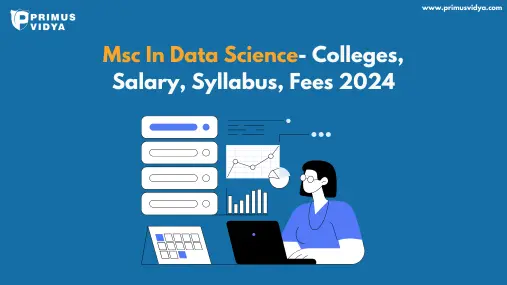 PRIMUS
VIDYA
www.primusvidya.com
Msc In Data Science- Colleges,
Salary, Syllabus, Fees 2024